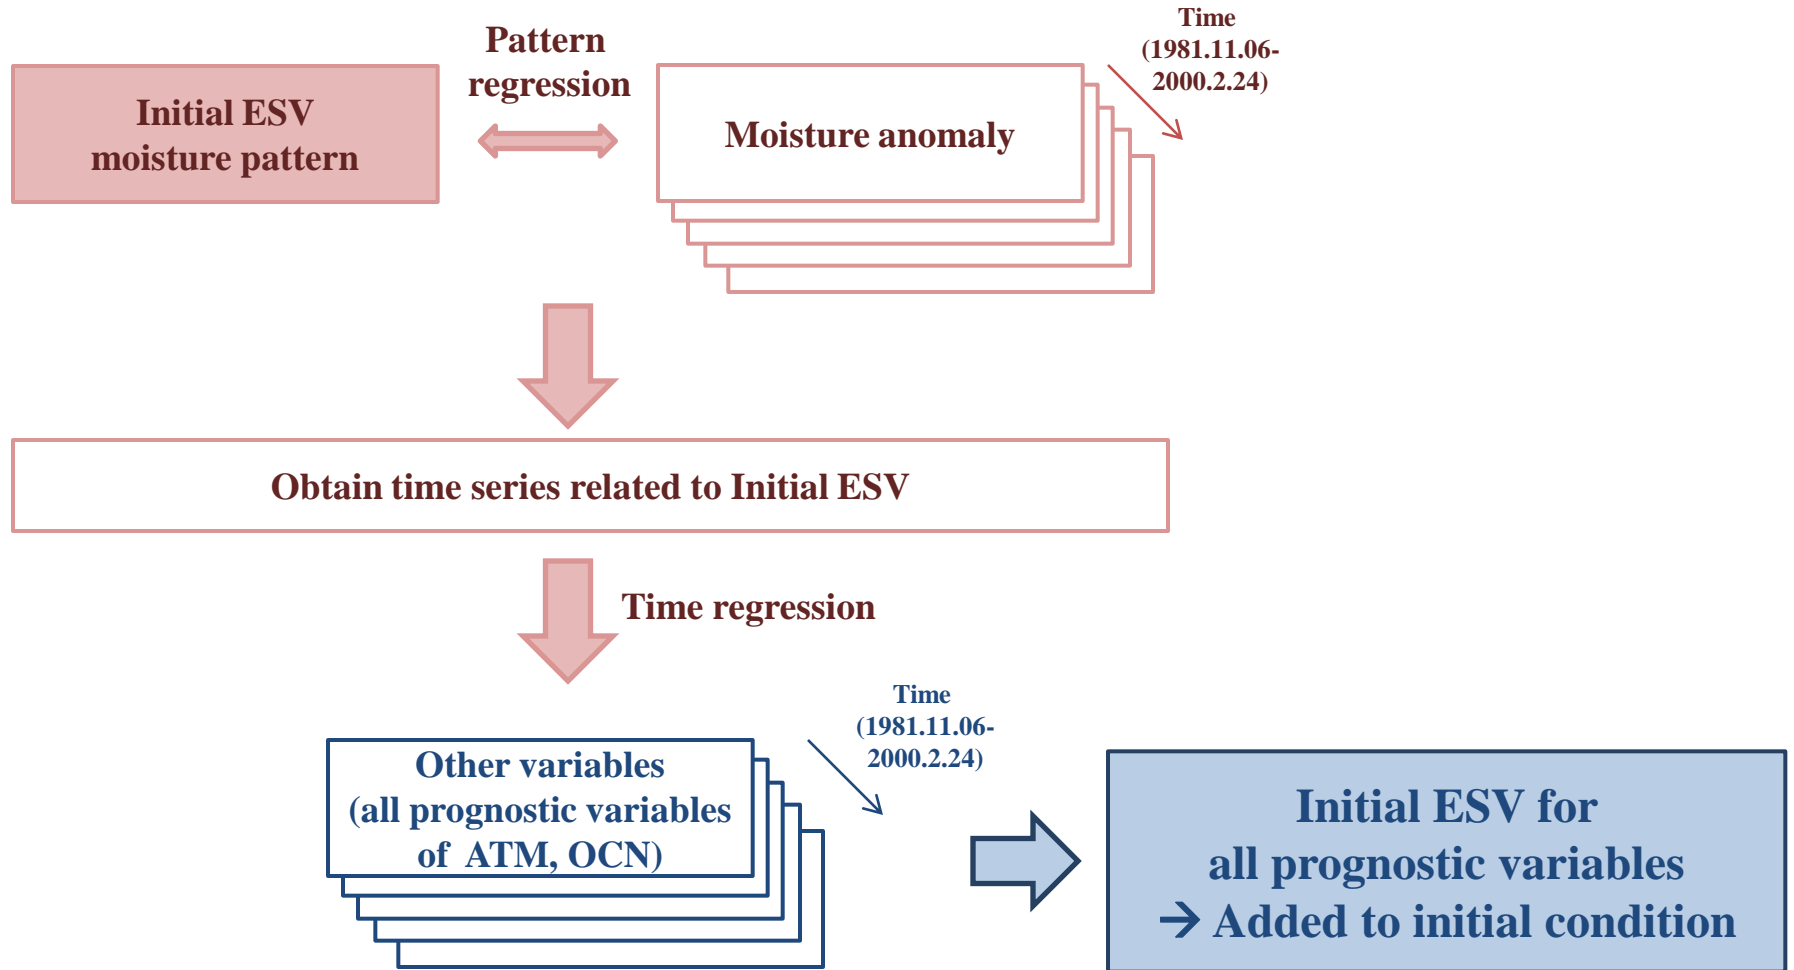 Pattern
regression
Time
(1981.11.06-
2000.2.24)
Initial ESV
moisture pattern
Moisture anomaly
Obtain time series related to Initial ESV
Time regression
Time
(1981.11.06-
2000.2.24)
Other variables
(all prognostic variables
of ATM, OCN)
Initial ESV for
all prognostic variables
→ Added to initial condition